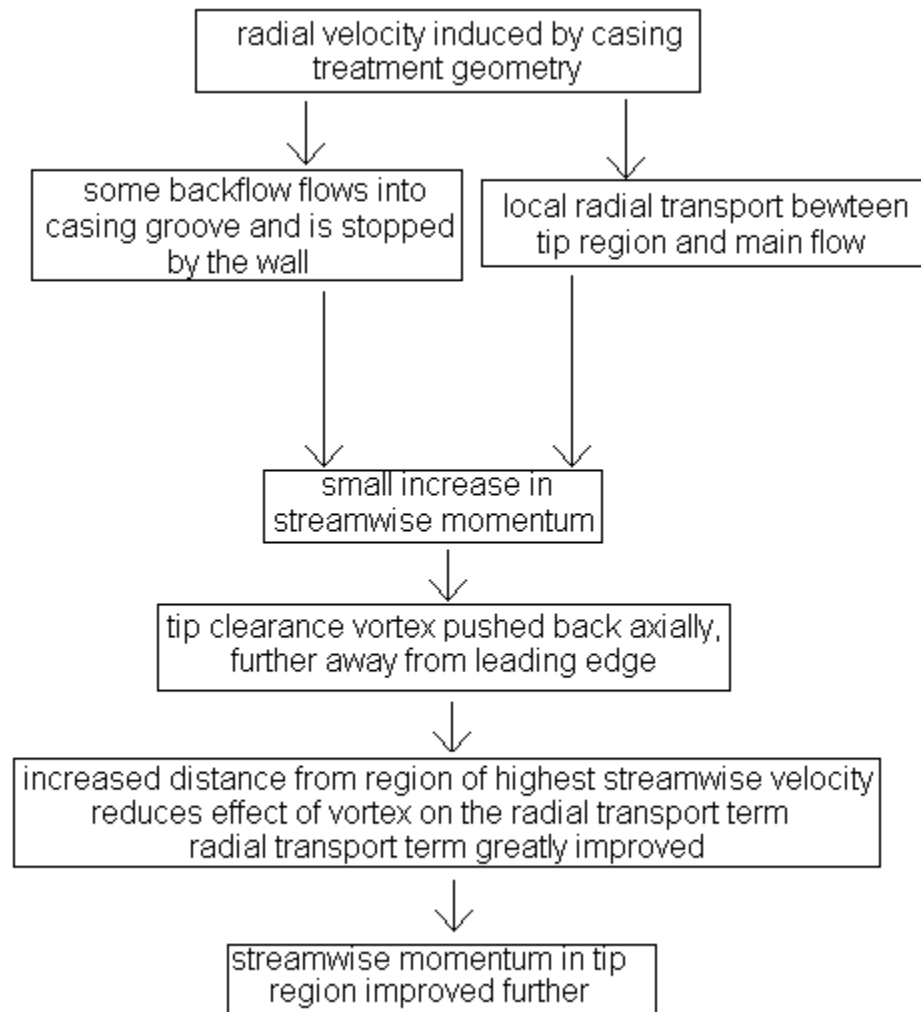 radial velocity induced by casing
treatment geometry
some backflow flows into
casing groove and is stopped
by the wall
local radial transport bewteen
tip region and main flow
small increase in
streamwise momentum
tip clearance vortex pushed back axially,
further away from leading edge
increased distance from region of highest streamwise velocity
reduces effect of vortex on the radial transport term
radial transport term greatly improved
streamwise momentum in tip
region improved further